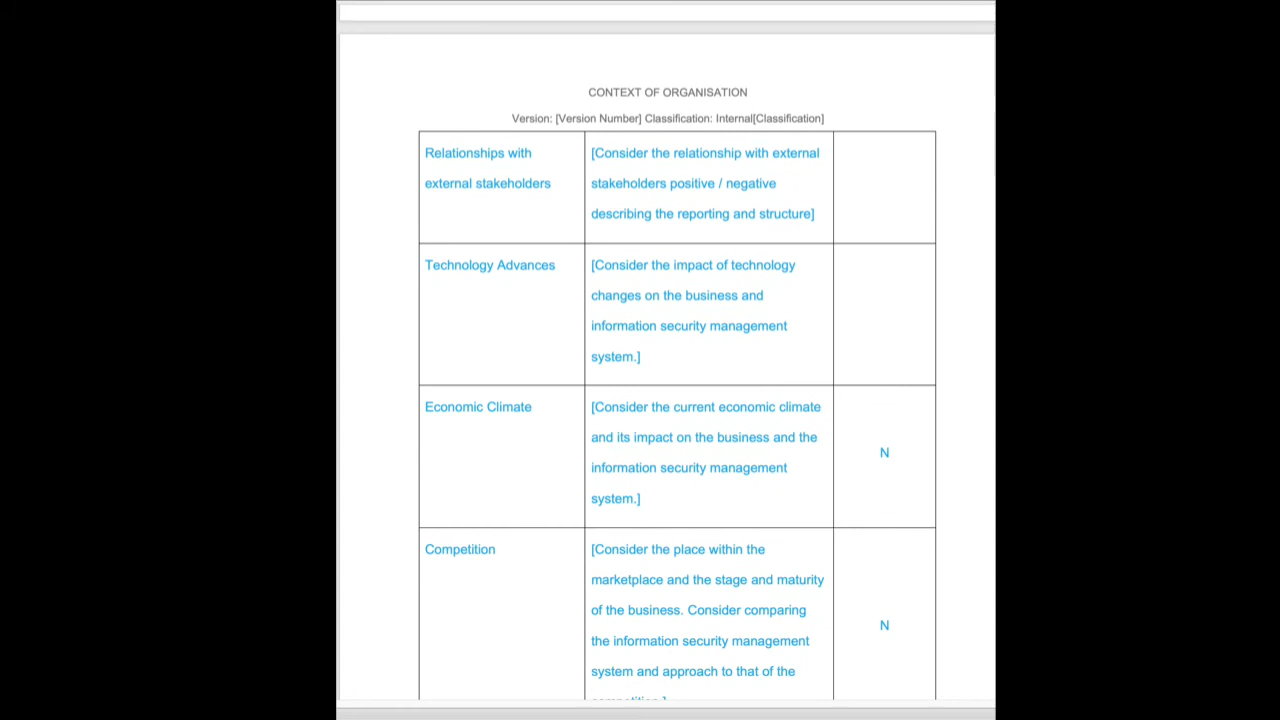 CONTEXT OF ORGANISATION
Version: [Version Number] Classification: Internal[Classification]
Relationships with
external stakeholders
[Consider the relationship with external
stakeholders positive / negative
describing the reporting and structure]
Technology Advances
[Consider the impact of technology
changes on the business and
information security management
system.]
Economic Climate
[Consider the current economic climate
and its impact on the business and the
information security management
system.]
N
Competition
[Consider the place within the
marketplace and the stage and maturity
of the business. Consider comparing
the information security management
system and approach to that of the
N